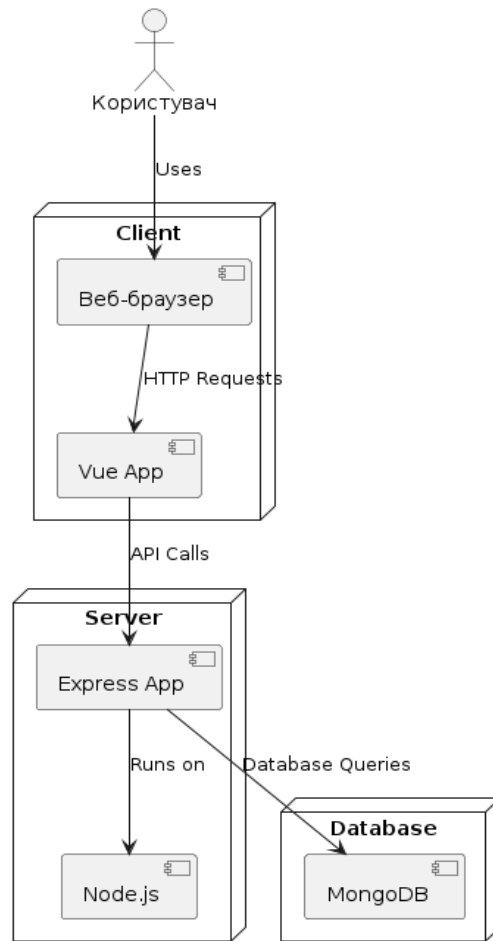 Користувач
Uses
Client
Веб-браузер
HTTP Requests
Vue App
API Calls
Server
Express App
Runs on
Database Queries
Database
Node.js
MongoDB